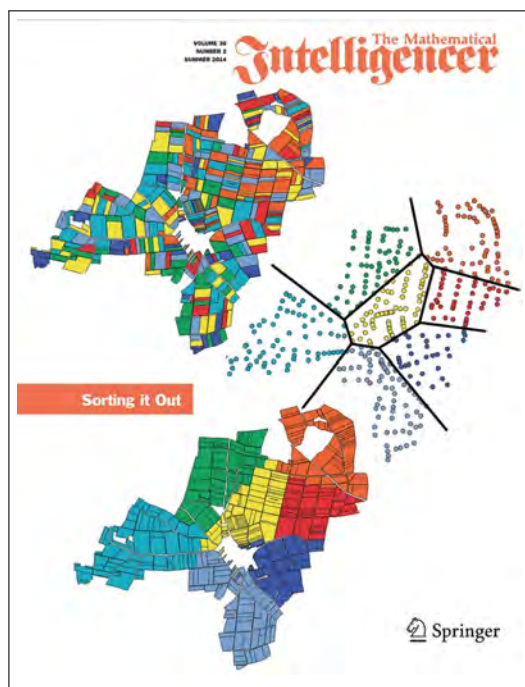 VOLUME 36
NUMBER 2
SUMMER 2014
The Mathematical
Intelligencer
Sorting it Out
Springer